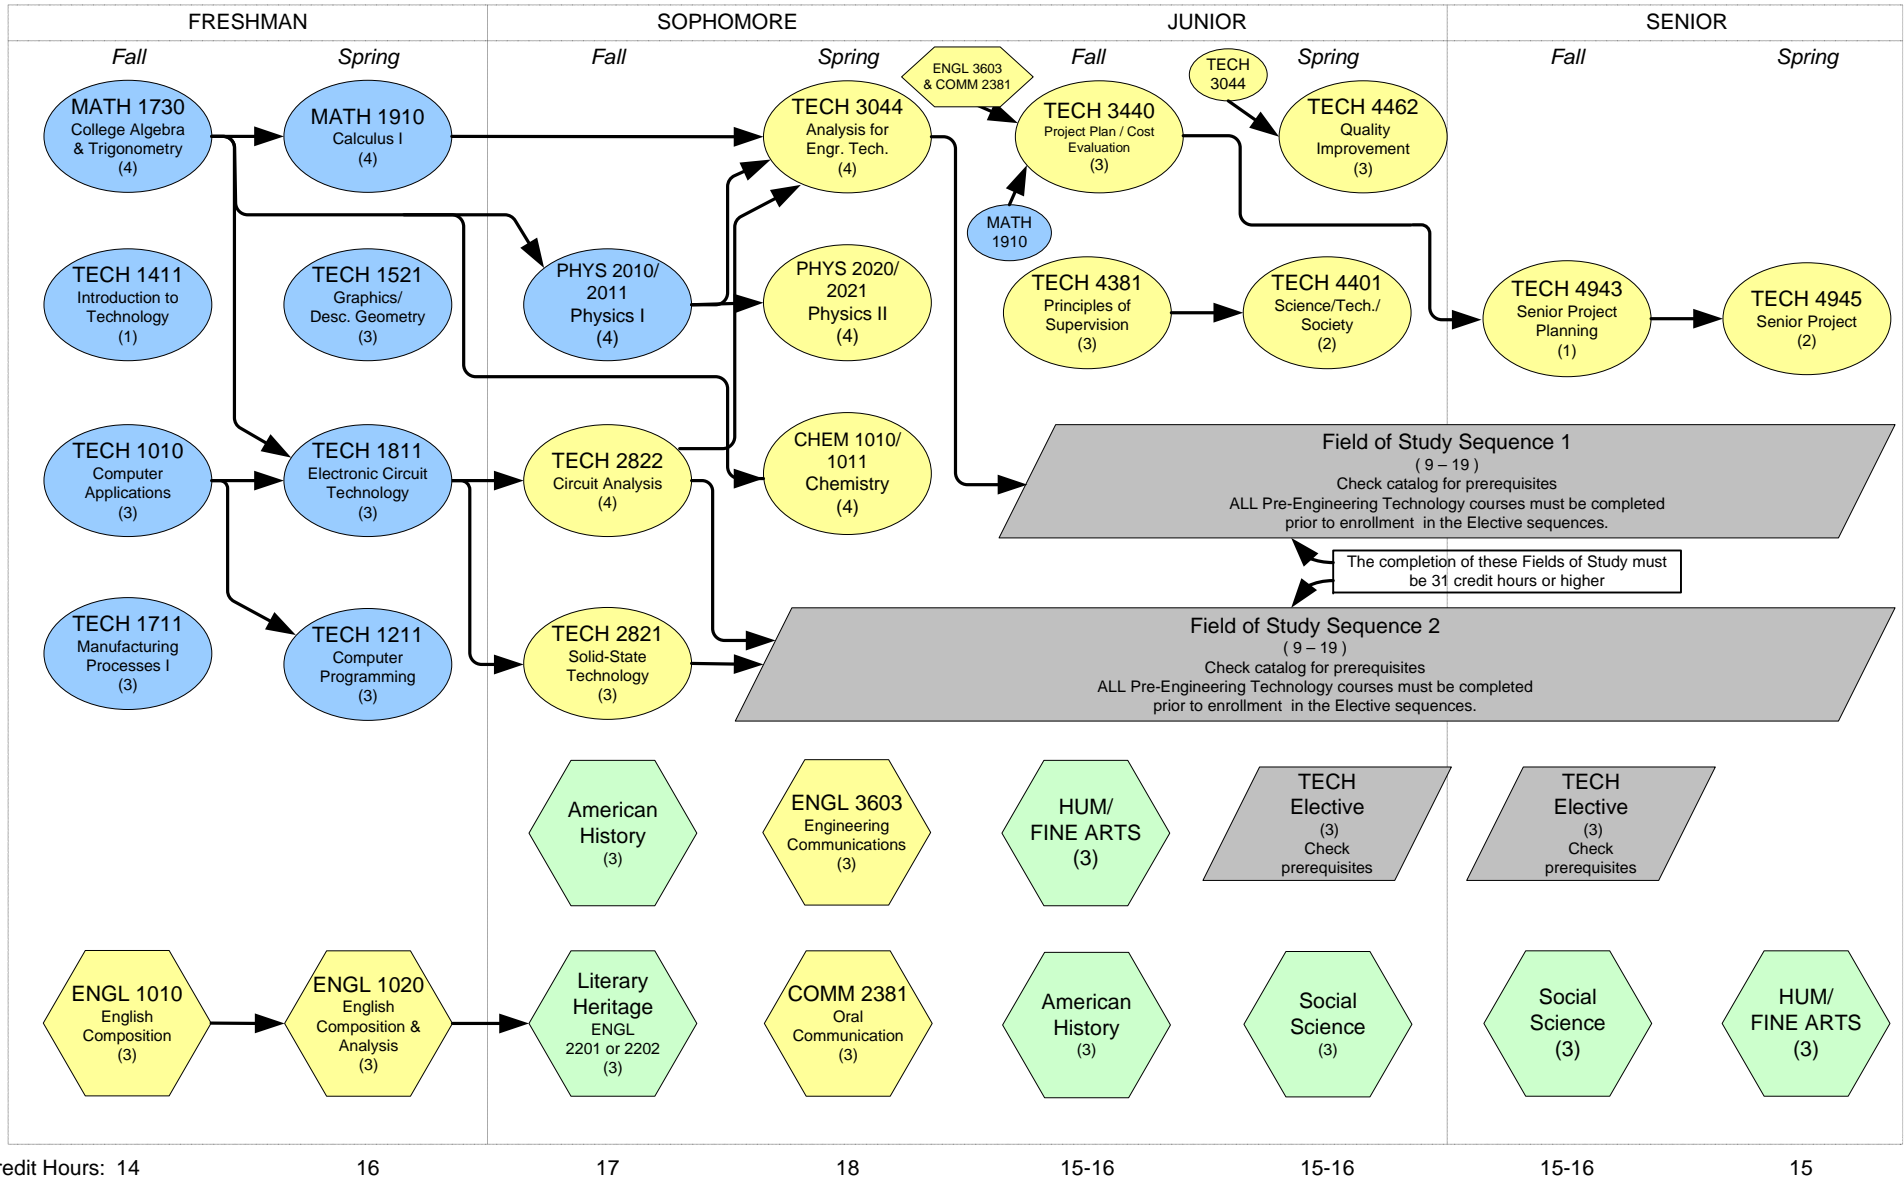 FRESHMAN
SOPHOMORE
JUNIOR
SENIOR
Fall
Spring
Fall
Spring
Fall
Spring
Fall
Spring
MATH 1730
College Algebra
& Trigonometry
(4)
MATH 1910
Calculus I
(4)
TECH 3044
Analysis for
Engr. Tech.
(4)
ENGL 3603
& COMM 2381
TECH 3440
Project Plan / Cost
Evaluation
(3)
MATH
1910
TECH
3044
TECH 4462
Quality
Improvement
(3)
TECH 1411
Introduction to
Technology
(1)
TECH 1521
Graphics/
Desc. Geometry
(3)
PHYS 2010/
2011
Physics I
(4)
PHYS 2020/
2021
Physics II
(4)
TECH 4381
Principles of
Supervision
(3)
TECH 4401
Science/Tech./
Society
(2)
TECH 4943
Senior Project
Planning
(1)
TECH 4945
Senior Project
(2)
TECH 1010
Computer
Applications
(3)
TECH 1811
Electronic Circuit
Technology
(3)
TECH 2822
Circuit Analysis
(4)
CHEM 1010/
1011
Chemistry
(4)
Field of Study Sequence 1
( 9 – 19 )
Check catalog for prerequisites
ALL Pre-Engineering Technology courses must be completed
prior to enrollment in the Elective sequences.
The completion of these Fields of Study must
be 31 credit hours or higher
TECH 1711
Manufacturing
Processes I
(3)
TECH 1211
Computer
Programming
(3)
TECH 2821
Solid-State
Technology
(3)
Field of Study Sequence 2
( 9 – 19 )
Check catalog for prerequisites
ALL Pre-Engineering Technology courses must be completed
prior to enrollment in the Elective sequences.
American
History
(3)
ENGL 3603
Engineering
Communications
(3)
HUM/
FINE ARTS
(3)
TECH
Elective
(3)
Check
prerequisites
TECH
Elective
(3)
Check
prerequisites
ENGL 1010
English
Composition
(3)
ENGL 1020
English
Composition &
Analysis
(3)
Literary
Heritage
ENGL
2201 or 2202
(3)
COMM 2381
Oral
Communication
(3)
American
History
(3)
Social
Science
(3)
Social
Science
(3)
HUM/
FINE ARTS
(3)
redit Hours: 14
16
17
18
15-16
15-16
15-16
15